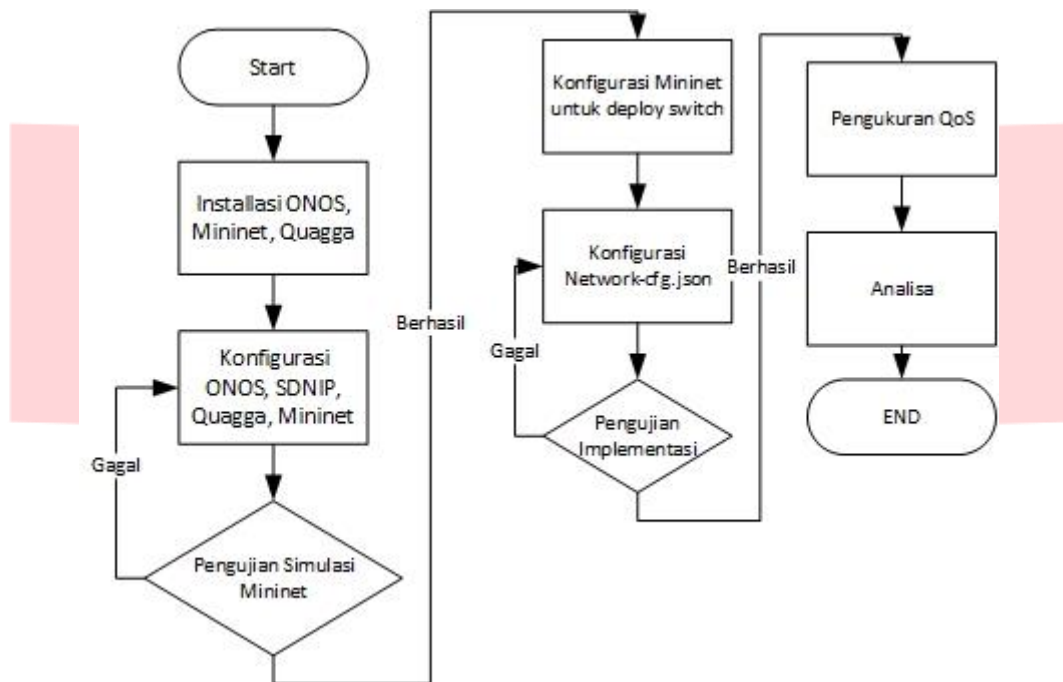 Start
Installasi ONOS,
Mininet, Quagga
Konfigurasi
ONOS, SDNIP,
Quagga, Mininet
Gagal
Pengujian Simulasi
Mininet
Berhasil
Konfigurasi Mininet
untuk deploy switch
Konfigurasi
Network-cfg.json
Gagal
Pengujian
Implementasi
Berhasil
Pengukuran QoS
Analisa
END